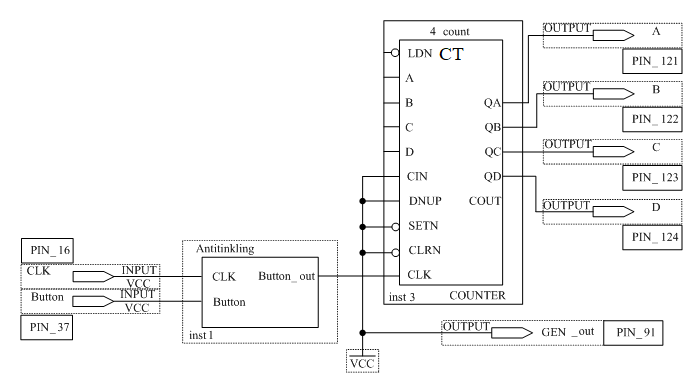 4 count
LDN CT
A
B
C
D
CIN
DNUP
SETN
CLRN
CLK
QA
QB
QC
QD
COUT
inst 3 COUNTER
OUTPUT A
PIN_121
OUTPUT B
PIN_122
OUTPUT C
PIN_123
OUTPUT D
PIN_124
PIN_16
CLK INPUT
VCC
Button INPUT
VCC
PIN_37
Antitinkling
CLK Button_out
Button
inst1
OUTPUT GEN _out PIN_91
VCC